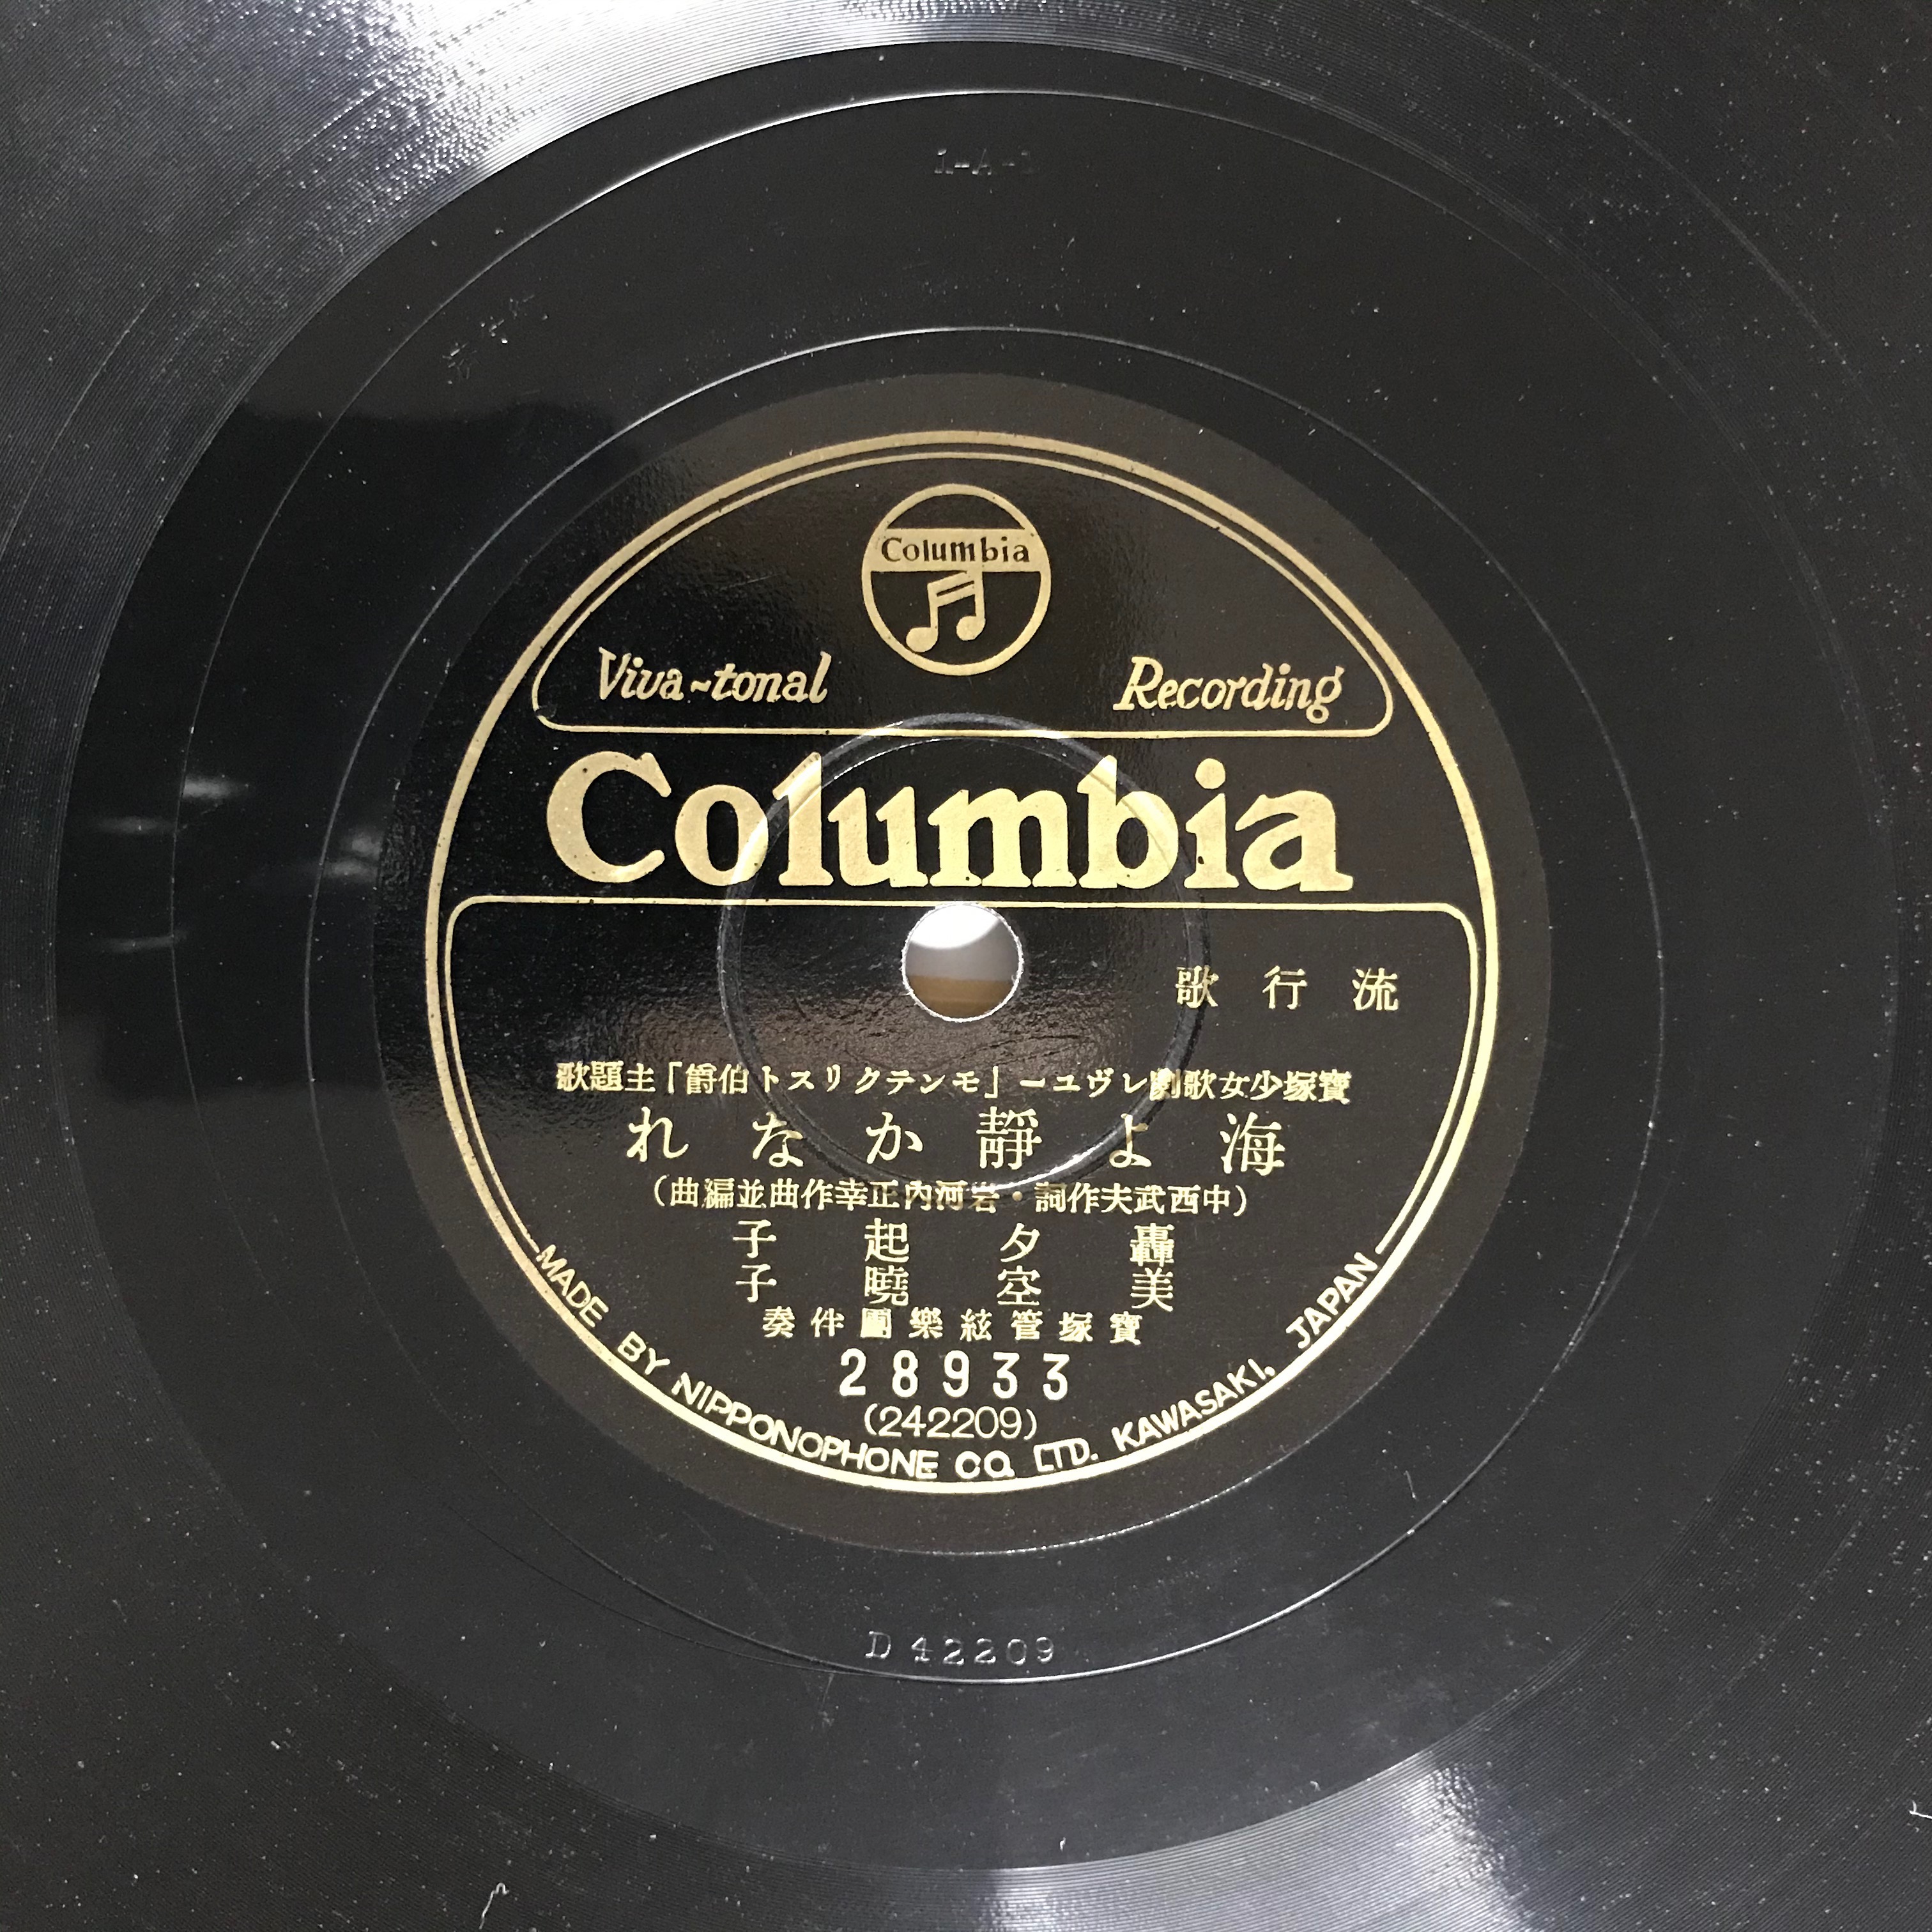 Columbia
Viva-tonal Recording
Columbia
流行歌
寶塚少女歌劇レヴユー「モンテクリスト伯爵」主題歌
海よ靜かなれ
(中西武夫作詞・岩河內正幸作曲並編曲)
轟夕起子
美空曉子
寶塚管絃樂團伴奏
28933
(242209)
MADE BY NIPPONOPHONE CO. LTD. KAWASAKI, JAPAN
D 42209